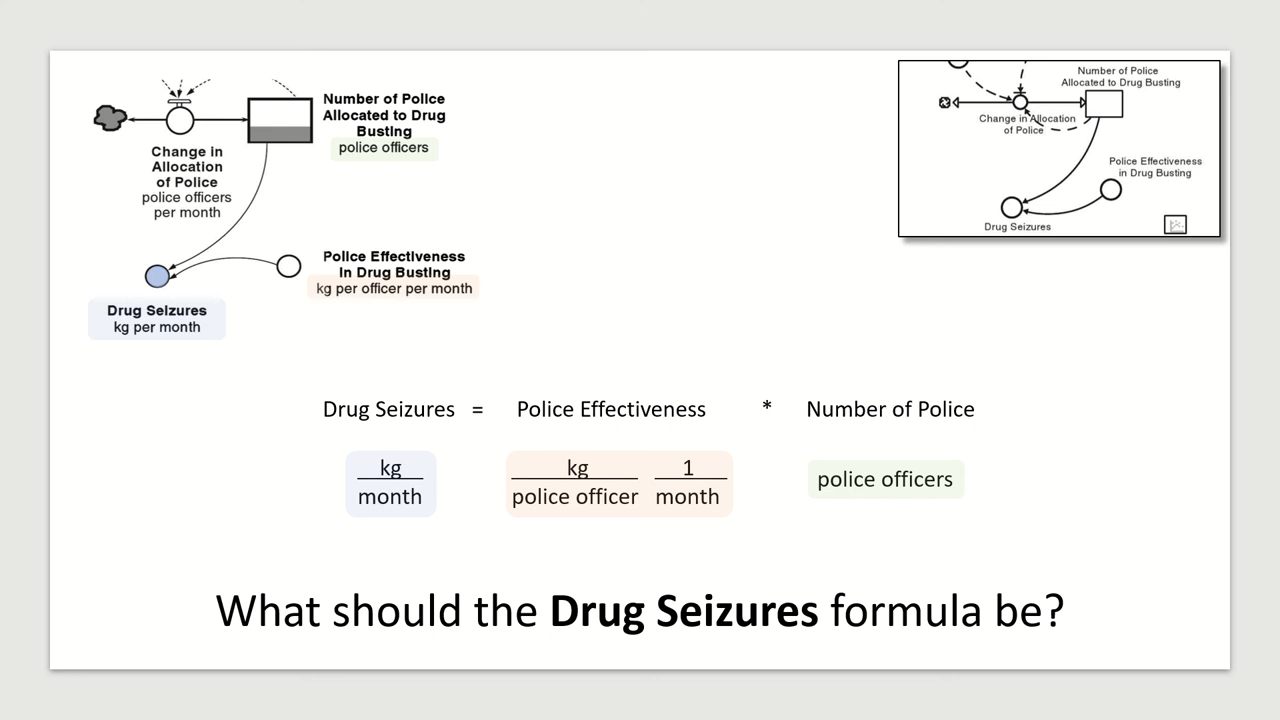 Number of Police
Allocated to Drug
Busting
police officers
Change in
Allocation
of Police
police officers
per month
Police Effectiveness
in Drug Busting
kg per officer per month
Drug Seizures
kg per month
Number of Police
Allocated to Drug Busting
Change in Allocation
of Police
Police Effectiveness
in Drug Busting
Drug Seizures
Drug Seizures = Police Effectiveness * Number of Police
kg kg 1
month police officer month police officers
What should the Drug Seizures formula be?